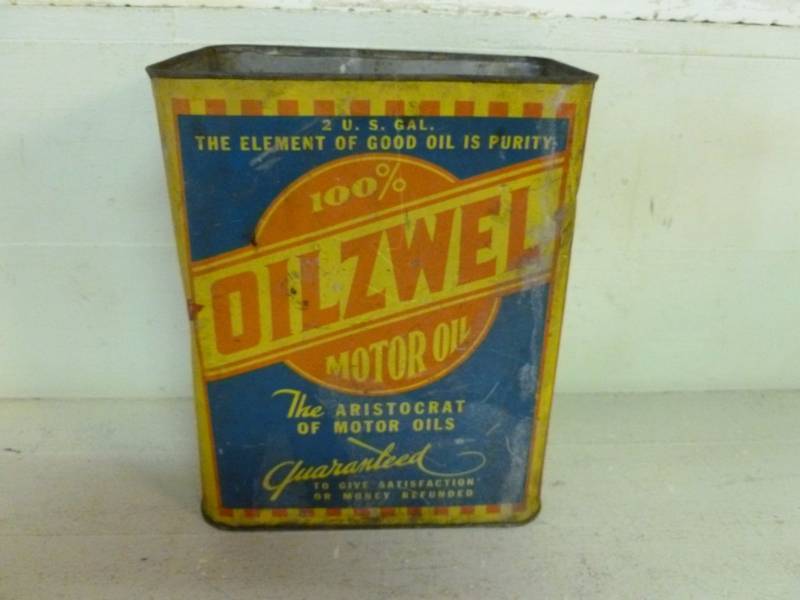 2 U. S. GAL.
THE ELEMENT OF GOOD OIL IS PURITY
100%
OILZWEL
MOTOR OIL
The ARISTOCRAT
OF MOTOR OILS
Guaranteed
TO GIVE SATISFACTION
OR MONEY REFUNDED